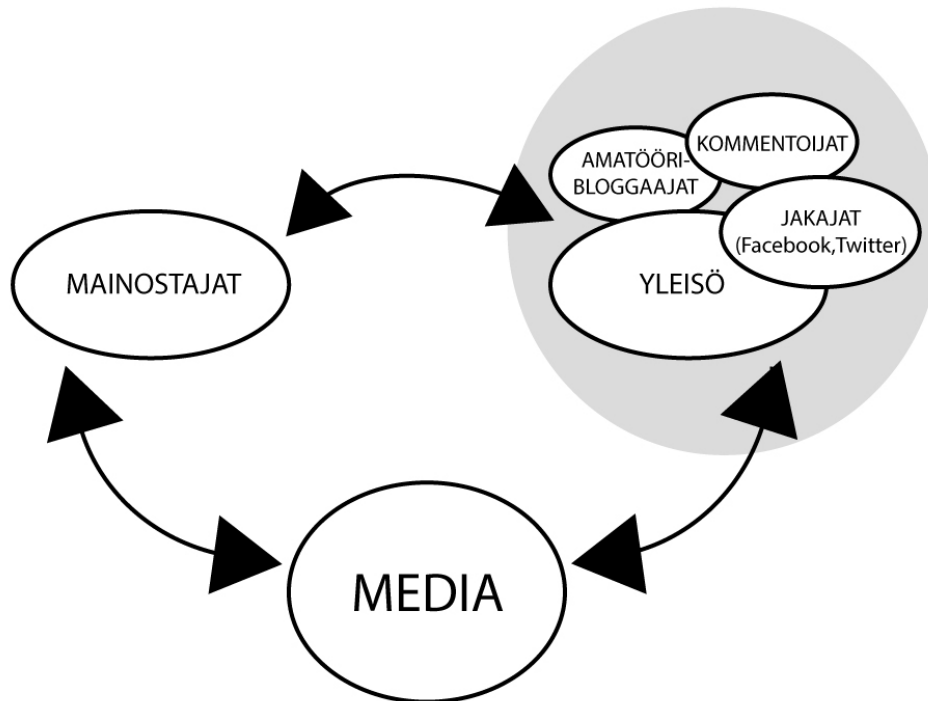 AMATÖÖRI-
BLOGGAAJAT
KOMMENTOIJAT
JAKAJAT
(Facebook,Twitter)
MAINOSTAJAT
YLEISÖ
MEDIA